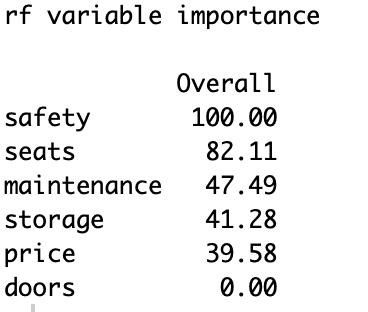 rf variable importance
Overall
safety 100.00
seats 82.11
maintenance 47.49
storage 41.28
price 39.58
doors 0.00